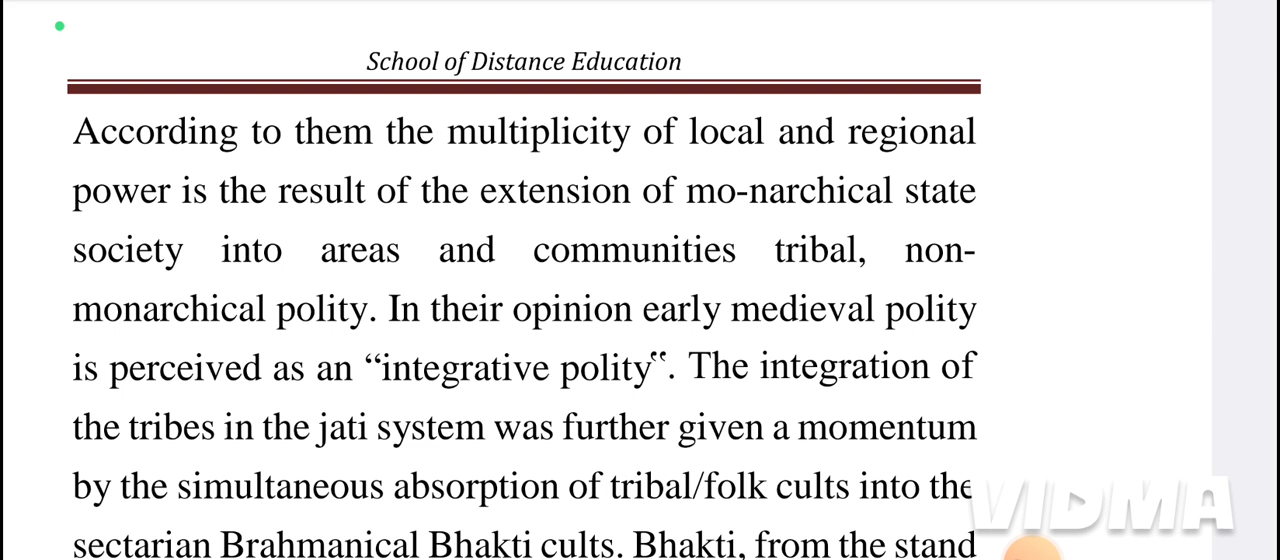 School of Distance Education
According to them the multiplicity of local and regional
power is the result of the extension of mo-narchical state
society into areas and communities tribal, non-
monarchical polity. In their opinion early medieval polity
is perceived as an “integrative polity‟. The integration of
the tribes in the jati system was further given a momentum
by the simultaneous absorption of tribal/folk cults into the
sectarian Brahmanical Bhakti cults. Bhakti, from the stand
VIDMA